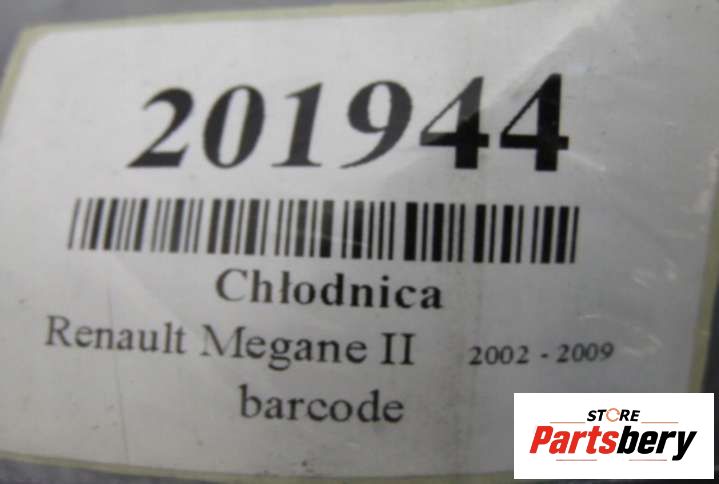 201944
Chłodnica
Renault Megane II 2002 - 2009
barcode
STORE
Partsbery